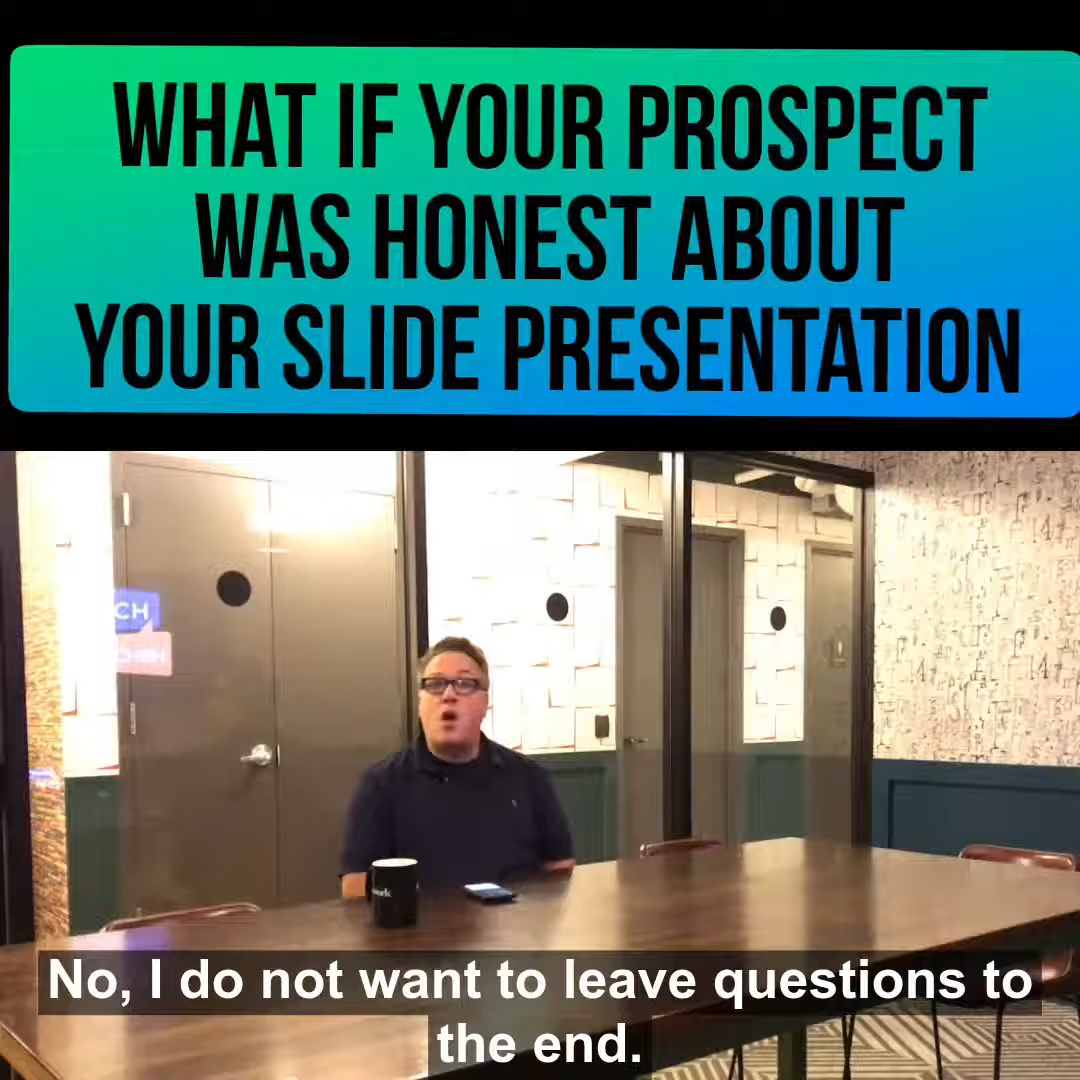 WHAT IF YOUR PROSPECT
WAS HONEST ABOUT
YOUR SLIDE PRESENTATION
CH
No, I do not want to leave questions to
the end.